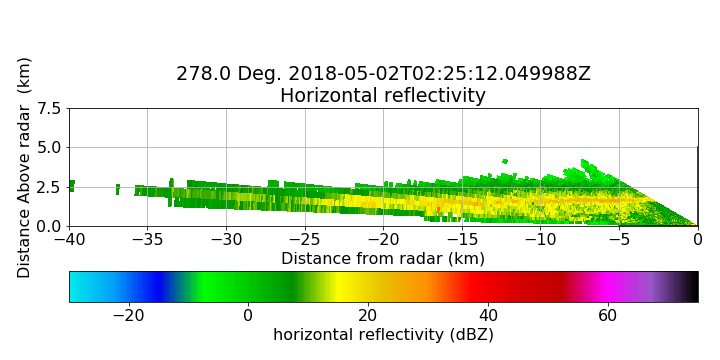 278.0 Deg. 2018-05-02T02:25:12.049988Z
Horizontal reflectivity
Distance Above radar  (km)
7.5
5.0
2.5
0.0
−40 −35 −30 −25 −20 −15 −10 −5 0
Distance from radar (km)
−20 0 20 40 60
horizontal reflectivity (dBZ)